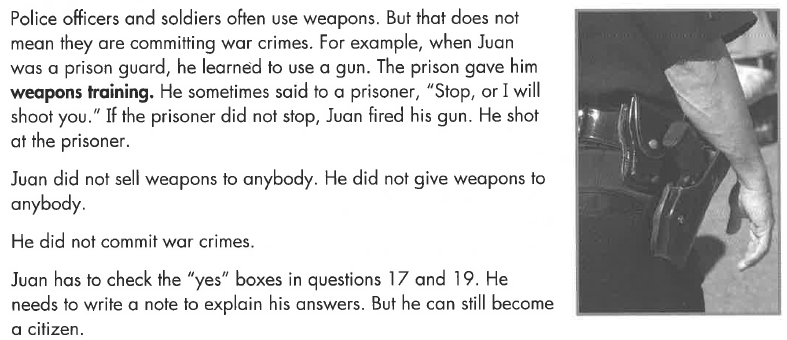 Police officers and soldiers often use weapons. But that does not
mean they are committing war crimes. For example, when Juan
was a prison guard, he learned to use a gun. The prison gave him
weapons training. He sometimes said to a prisoner, “Stop, or I will
shoot you.” If the prisoner did not stop, Juan fired his gun. He shot
at the prisoner.
Juan did not sell weapons to anybody. He did not give weapons to
anybody.
He did not commit war crimes.
Juan has to check the “yes” boxes in questions 17 and 19. He
needs to write a note to explain his answers. But he can still become
a citizen.